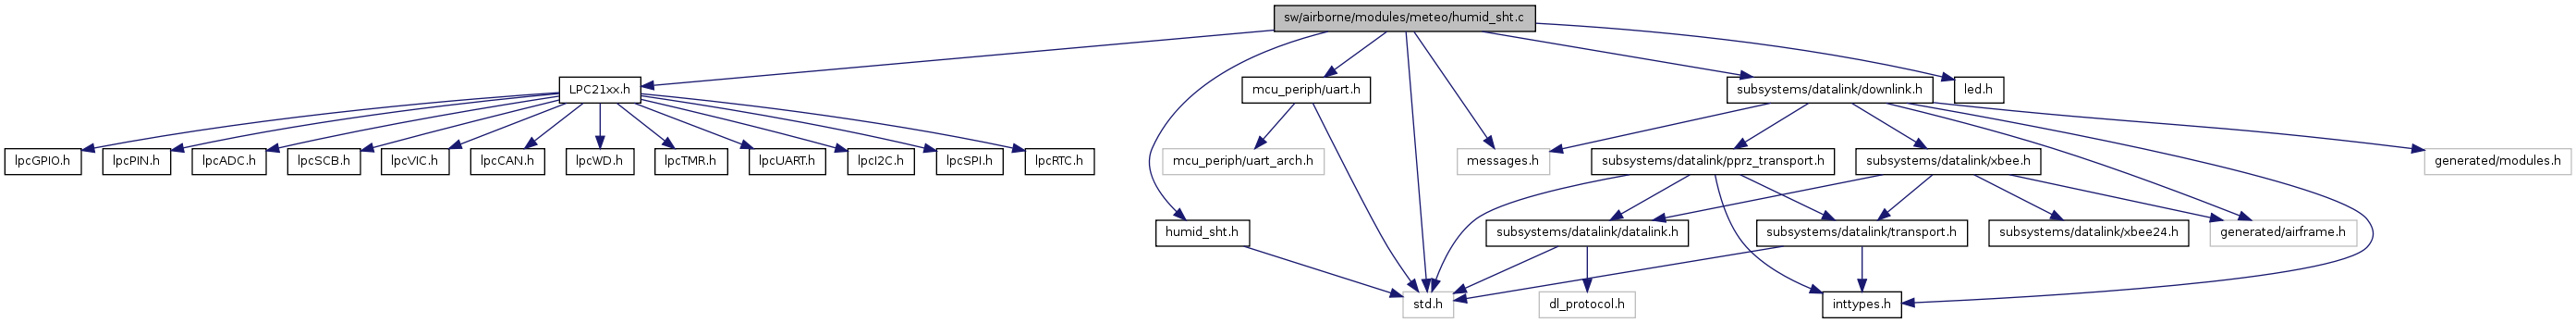 sw/airborne/modules/meteo/humid_sht.c
LPC21xx.h
mcu_periph/uart.h
subsystems/datalink/downlink.h
led.h
lpcGPIO.h
lpcPIN.h
lpcADC.h
lpcSCB.h
lpcVIC.h
lpcCAN.h
lpcWD.h
lpcTMR.h
lpcUART.h
lpcI2C.h
lpcSPI.h
lpcRTC.h
mcu_periph/uart_arch.h
messages.h
subsystems/datalink/pprz_transport.h
subsystems/datalink/xbee.h
generated/modules.h
humid_sht.h
subsystems/datalink/datalink.h
subsystems/datalink/transport.h
subsystems/datalink/xbee24.h
generated/airframe.h
std.h
dl_protocol.h
inttypes.h